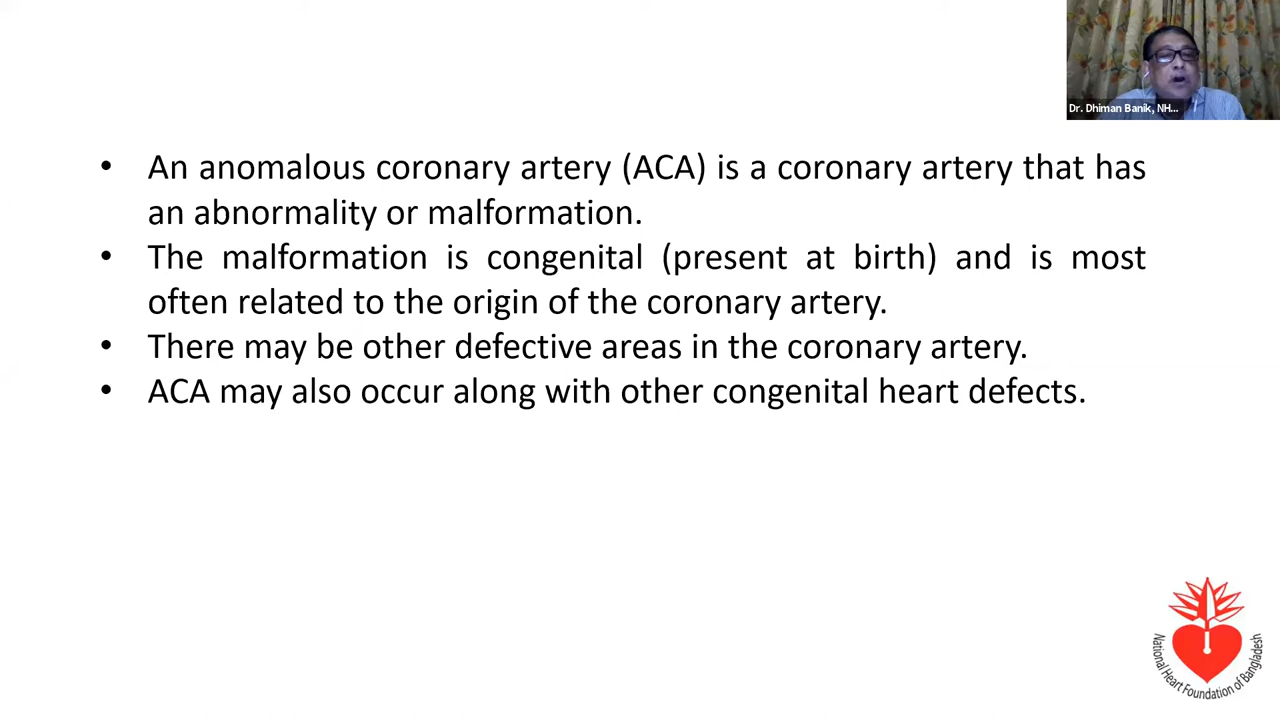 Dr. Dhiman Banik, NH...
• An anomalous coronary artery (ACA) is a coronary artery that has
an abnormality or malformation.
• The malformation is congenital (present at birth) and is most
often related to the origin of the coronary artery.
• There may be other defective areas in the coronary artery.
• ACA may also occur along with other congenital heart defects.
National Heart Foundation of Bangladesh